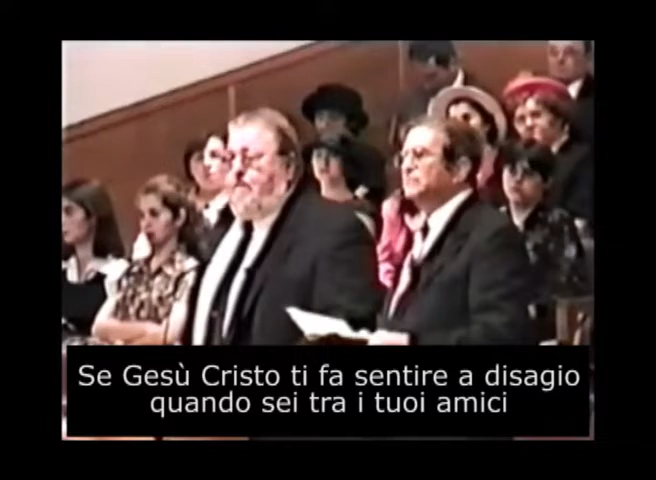 Se Gesù Cristo ti fa sentire a disagio
quando sei tra i tuoi amici